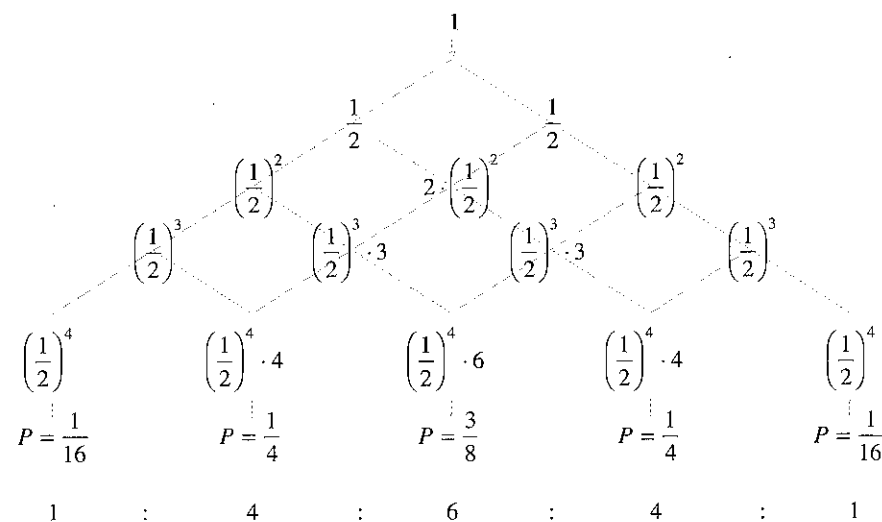 1
1/2 1/2
(1/2)^2 2 · (1/2)^2 (1/2)^2
(1/2)^3 (1/2)^3 · 3 (1/2)^3 · 3 (1/2)^3
(1/2)^4 (1/2)^4 · 4 (1/2)^4 · 6 (1/2)^4 · 4 (1/2)^4
P = 1/16 P = 1/4 P = 3/8 P = 1/4 P = 1/16
1 : 4 : 6 : 4 : 1